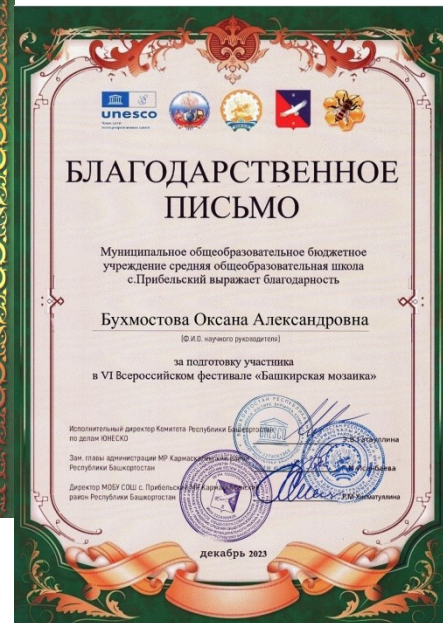 unesco
БЛАГОДАРСТВЕННОЕ
ПИСЬМО
Муниципальное общеобразовательное бюджетное
учреждение средняя общеобразовательная школа
с.Прибельский выражает благодарность
Бухмостова Оксана Александровна
(Ф.И.О. научного руководителя)
за подготовку участника
в VI Всероссийском фестивале «Башкирская мозаика»
Исполнительный директор Комитета Республики Башкортостан
по делам ЮНЕСКО
Зам. главы администрации МР Кармаскалинский район
Республики Башкортостан
Директор МОБУ СОШ с. Прибельский МР Кармаскалинский
район Республики Башкортостан
декабрь 2023